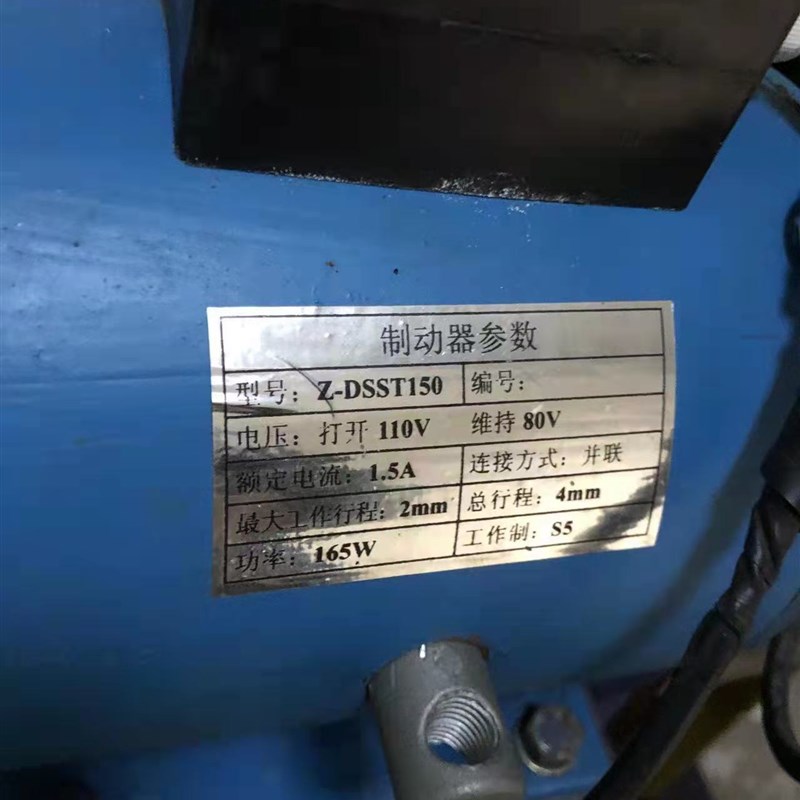 制动器参数
型号：Z-DSST150 编号：
电压：打开 110V 维持 80V
额定电流：1.5A 连接方式：并联
最大工作行程：2mm 总行程：4mm
功率：165W 工作制：S5